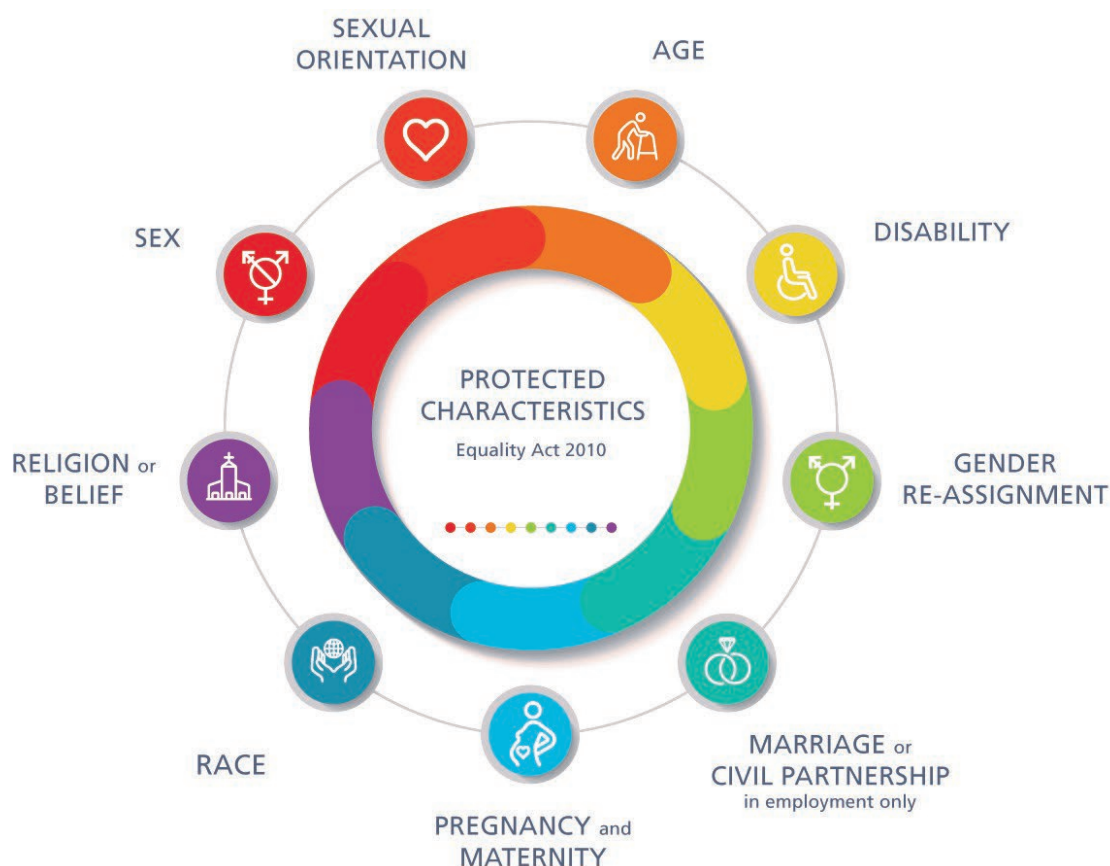 SEXUAL
ORIENTATION
AGE
SEX
DISABILITY
PROTECTED
CHARACTERISTICS
Equality Act 2010
RELIGION or
BELIEF
GENDER
RE-ASSIGNMENT
RACE
MARRIAGE or
CIVIL PARTNERSHIP
in employment only
PREGNANCY and
MATERNITY